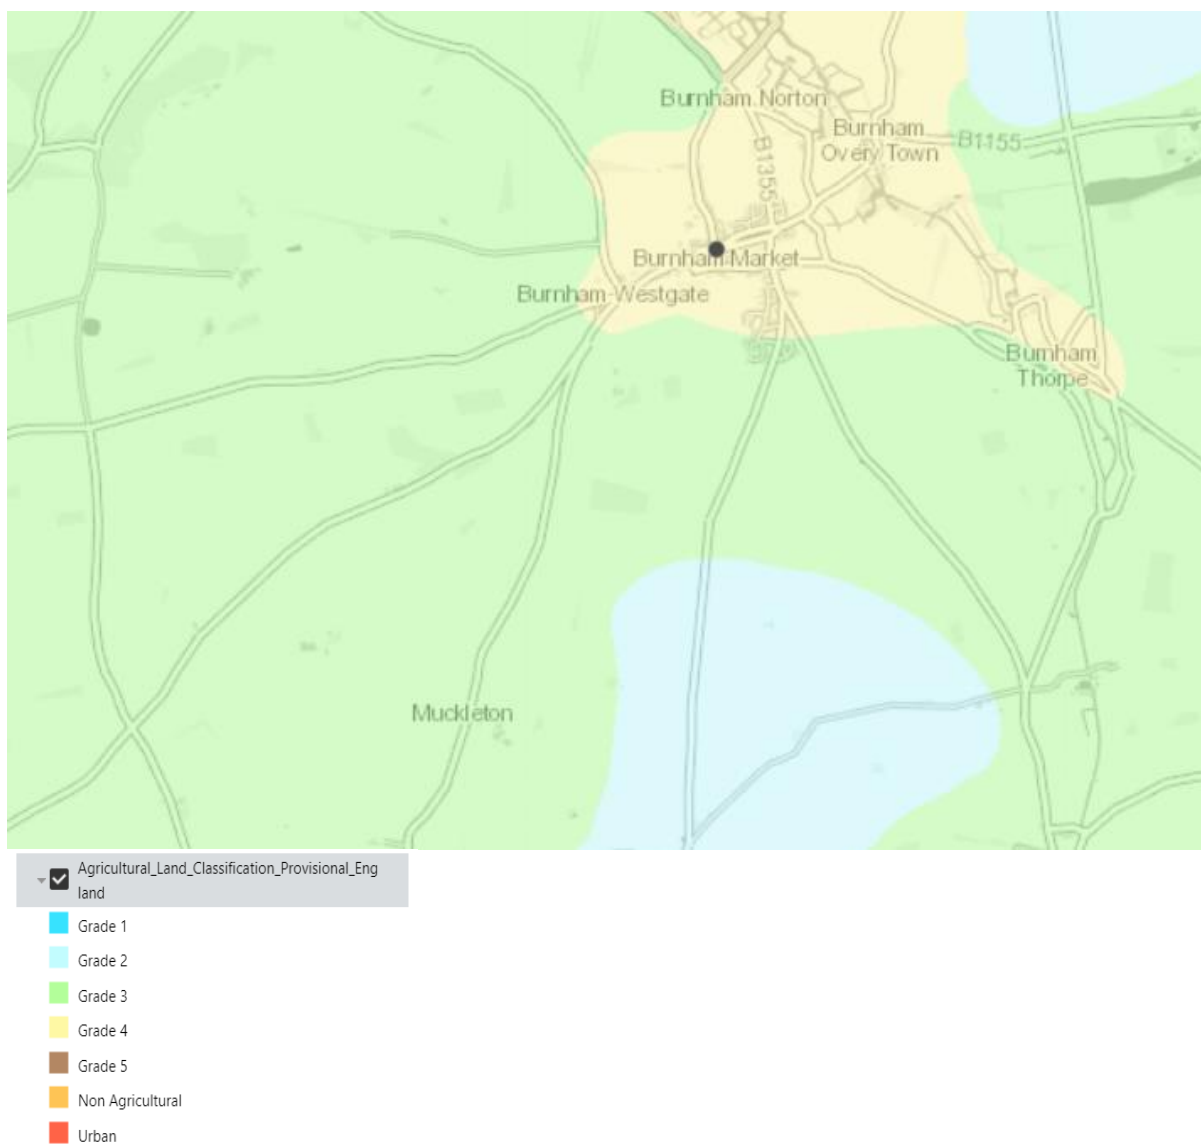 Burnham Norton
Burnham
Overy Town
B1155
B1355
Burnham Market
Burnham Westgate
Burnham
Thorpe
Muckleton
Agricultural_Land_Classification_Provisional_Eng
land
Grade 1
Grade 2
Grade 3
Grade 4
Grade 5
Non Agricultural
Urban